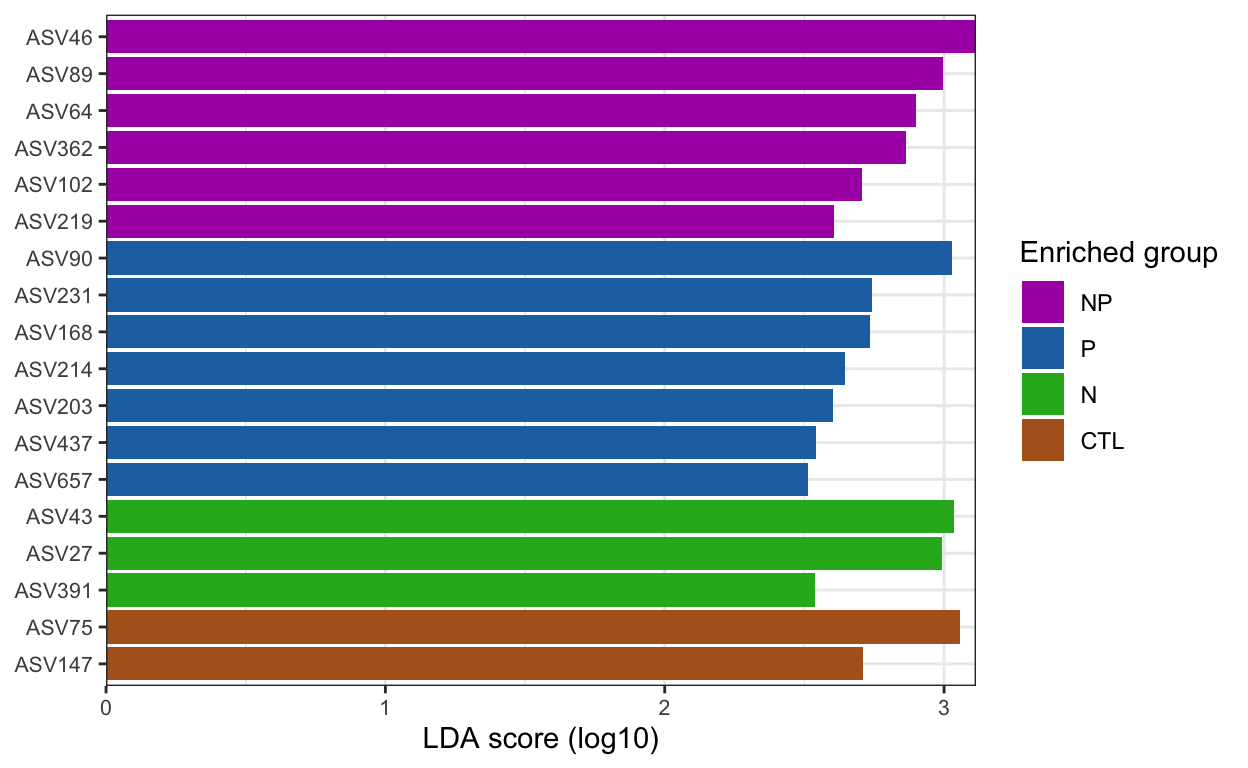 ASV46
ASV89
ASV64
ASV362
ASV102
ASV219
ASV90
ASV231
ASV168
ASV214
ASV203
ASV437
ASV657
ASV43
ASV27
ASV391
ASV75
ASV147
0 1 2 3
LDA score (log10)
Enriched group
NP
P
N
CTL